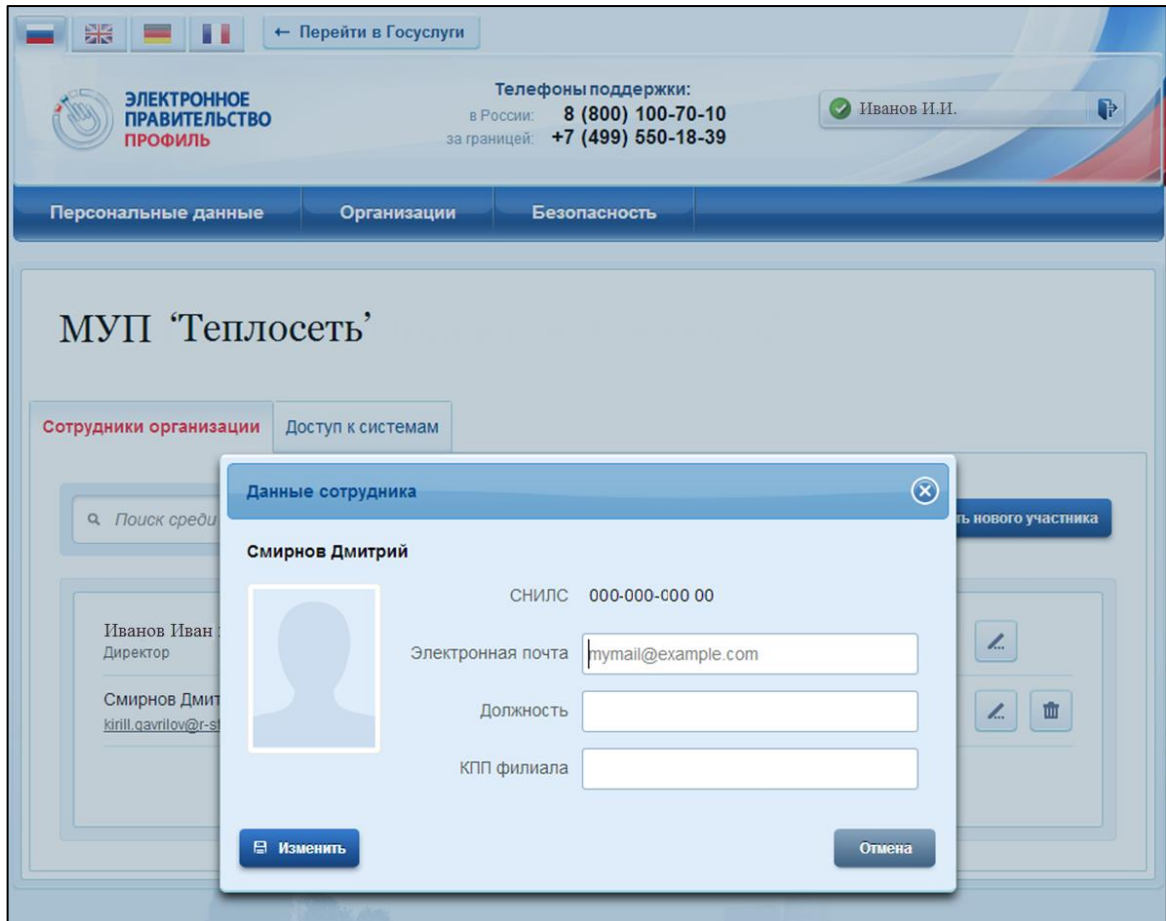 ← Перейти в Госуслуги
ЭЛЕКТРОННОЕ
ПРАВИТЕЛЬСТВО
ПРОФИЛЬ
Телефоны поддержки:
в России: 8 (800) 100-70-10
за границей: +7 (499) 550-18-39
Иванов И.И.
Персональные данные Организации Безопасность
МУП ‘Теплосеть’
Сотрудники организации Доступ к системам
Поиск среди
нового участника
Иванов Иван
Директор
Смирнов
kirill.gavrilov@r-
Данные сотрудника
Смирнов Дмитрий
СНИЛС 000-000-000 00
Электронная почта mymail@example.com
Должность
КПП филиала
Изменить Отмена